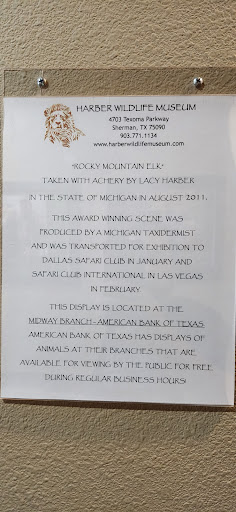 HARBER WILDLIFE MUSEUM
4703 Texoma Parkway
Sherman, TX 75090
903.771.1134
www.harberwildlifemuseum.com
"ROCKY MOUNTAIN ELK"
TAKEN WITH ACHERY BY LACY HARBER
IN THE STATE OF MICHIGAN IN AUGUST 2011.
THIS AWARD WINNING SCENE WAS
PRODUCED BY A MICHIGAN TAXIDERMIST
AND WAS TRANSPORTED FOR EXHIBITION TO
DALLAS SAFARI CLUB IN JANUARY AND
SAFARI CLUB INTERNATIONAL IN LAS VEGAS
IN FEBRUARY.
THIS DISPLAY IS LOCATED AT THE
MIDWAY BRANCH - AMERICAN BANK OF TEXAS.
AMERICAN BANK OF TEXAS HAS DISPLAYS OF
ANIMALS AT THEIR BRANCHES THAT ARE
AVAILABLE FOR VIEWING BY THE PUBLIC FOR FREE
DURING REGULAR BUSINESS HOURS!